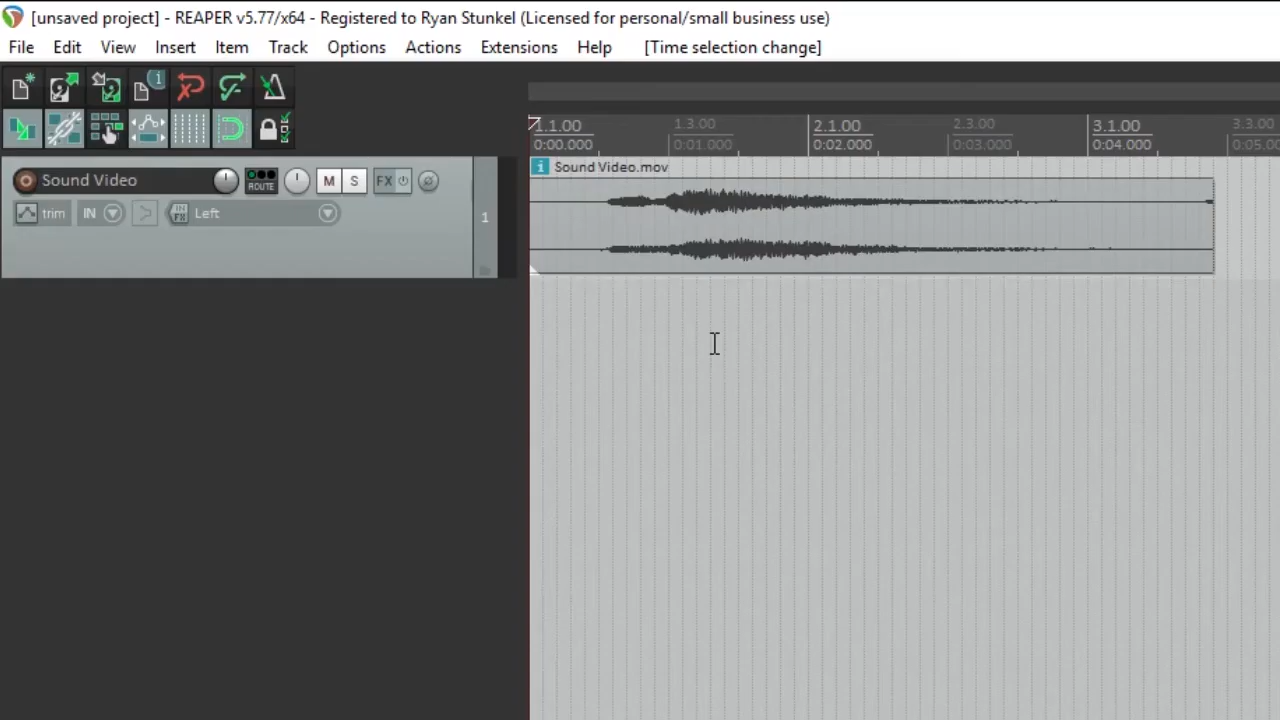 [unsaved project] - REAPER v5.77/x64 - Registered to Ryan Stunkel (Licensed for personal/small business use)
File Edit View Insert Item Track Options Actions Extensions Help [Time selection change]
1.1.00 1.3.00 2.1.00 2.3.00 3.1.00 3.3.00
0:00.000 0:01.000 0:02.000 0:03.000 0:04.000 0:05.00
i Sound Video.mov
Sound Video ROUTE M S FX
trim IN IN FX Left
1